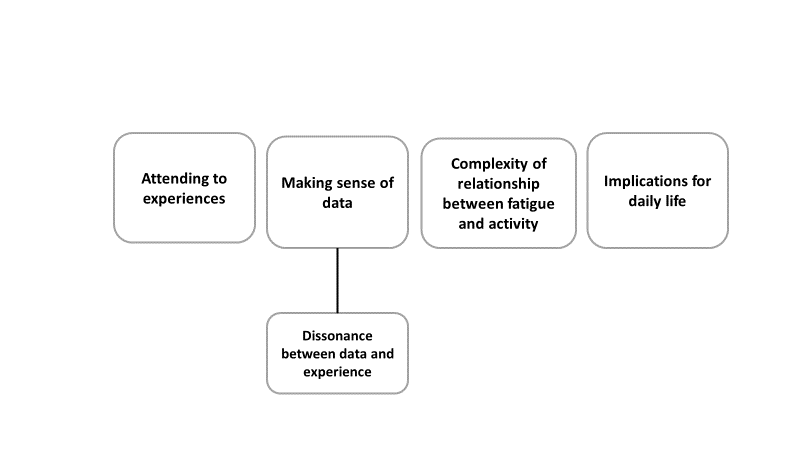 Attending to
experiences
Making sense of
data
Complexity of
relationship
between fatigue
and activity
Implications for
daily life
Dissonance
between data and
experience